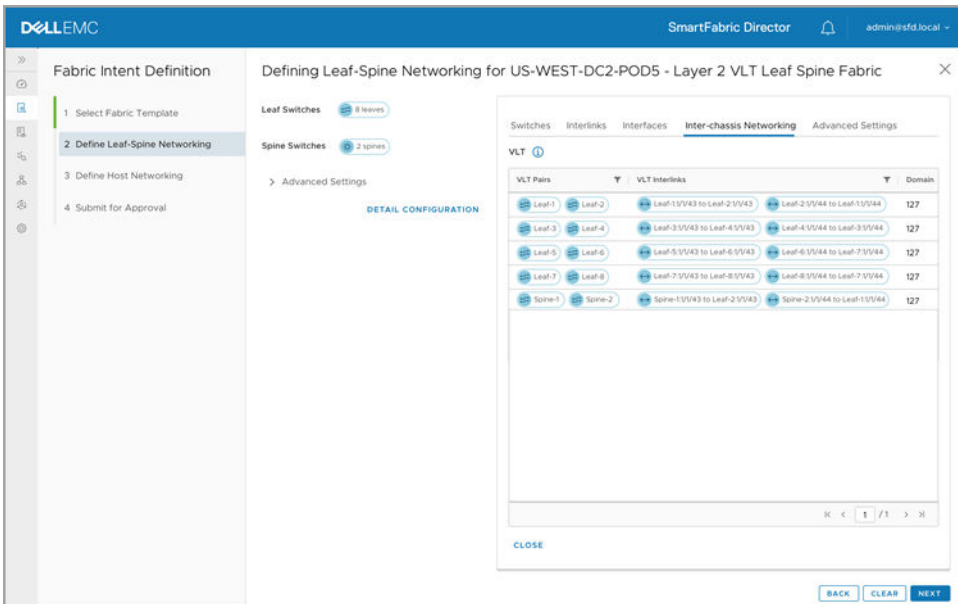 DELLEMC SmartFabric Director admin@sfd.local
Fabric Intent Definition
1 Select Fabric Template
2 Define Leaf-Spine Networking
3 Define Host Networking
4 Submit for Approval
Defining Leaf-Spine Networking for US-WEST-DC2-POD5 - Layer 2 VLT Leaf Spine Fabric
Leaf Switches 8 leaves
Spine Switches 2 spines
Advanced Settings
DETAIL CONFIGURATION
Switches Interlinks Interfaces Inter-chassis Networking Advanced Settings
VLT
VLT Pairs VLT Interlinks Domain
Leaf-1 Leaf-2 Leaf-1:1/1/43 to Leaf-2:1/1/43 Leaf-2:1/1/44 to Leaf-1:1/1/44 127
Leaf-3 Leaf-4 Leaf-3:1/1/43 to Leaf-4:1/1/43 Leaf-4:1/1/44 to Leaf-3:1/1/44 127
Leaf-5 Leaf-6 Leaf-5:1/1/43 to Leaf-6:1/1/43 Leaf-6:1/1/44 to Leaf-7:1/1/44 127
Leaf-7 Leaf-8 Leaf-7:1/1/43 to Leaf-8:1/1/43 Leaf-8:1/1/44 to Leaf-7:1/1/44 127
Spine-1 Spine-2 Spine-1:1/1/43 to Leaf-2:1/1/43 Spine-2:1/1/44 to Leaf-1:1/1/44 127
1 / 1
CLOSE
BACK CLEAR NEXT